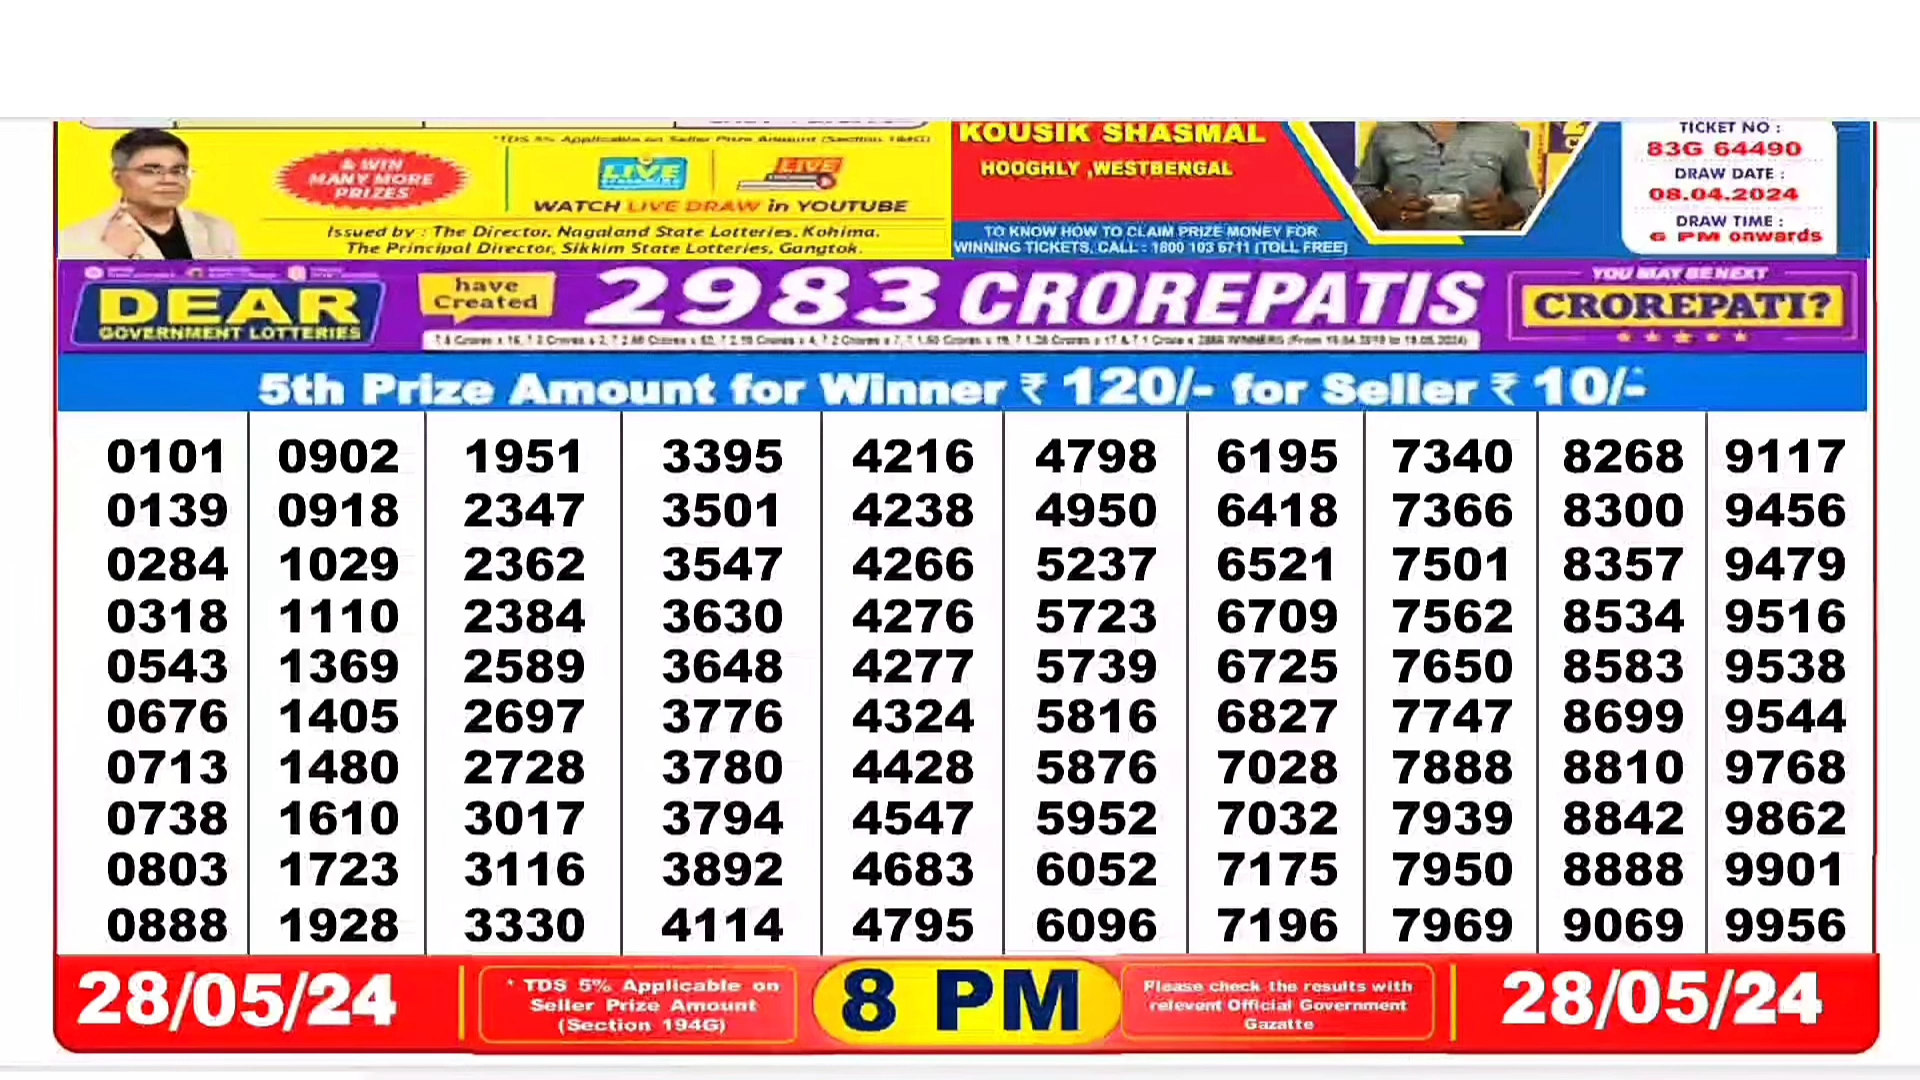 *TDS 5% Applicable on Seller Prize Amount (Section 194G)
& WIN
MANY MORE
PRIZES
LIVE
LIVE
WATCH LIVE DRAW in YOUTUBE
Issued by : The Director, Nagaland State Lotteries, Kohima.
The Principal Director, Sikkim State Lotteries, Gangtok.
KOUSIK SHASMAL
HOOGHLY ,WESTBENGAL
TO KNOW HOW TO CLAIM PRIZE MONEY FOR
WINNING TICKETS, CALL : 1800 103 6711 (TOLL FREE)
TICKET NO :
83G 64490
DRAW DATE :
08.04.2024
DRAW TIME :
6 PM onwards
DEAR
GOVERNMENT LOTTERIES
have
Created
2983 CROREPATIS
YOU MAY BE NEXT
CROREPATI?
5th Prize Amount for Winner ₹ 120/- for Seller ₹ 10/-
0101 0902 1951 3395 4216 4798 6195 7340 8268 9117
0139 0918 2347 3501 4238 4950 6418 7366 8300 9456
0284 1029 2362 3547 4266 5237 6521 7501 8357 9479
0318 1110 2384 3630 4276 5723 6709 7562 8534 9516
0543 1369 2589 3648 4277 5739 6725 7650 8583 9538
0676 1405 2697 3776 4324 5816 6827 7747 8699 9544
0713 1480 2728 3780 4428 5876 7028 7888 8810 9768
0738 1610 3017 3794 4547 5952 7032 7939 8842 9862
0803 1723 3116 3892 4683 6052 7175 7950 8888 9901
0888 1928 3330 4114 4795 6096 7196 7969 9069 9956
28/05/24
* TDS 5% Applicable on
Seller Prize Amount
(Section 194G)
8 PM
Please check the results with
relevent Official Government
Gazatte
28/05/24